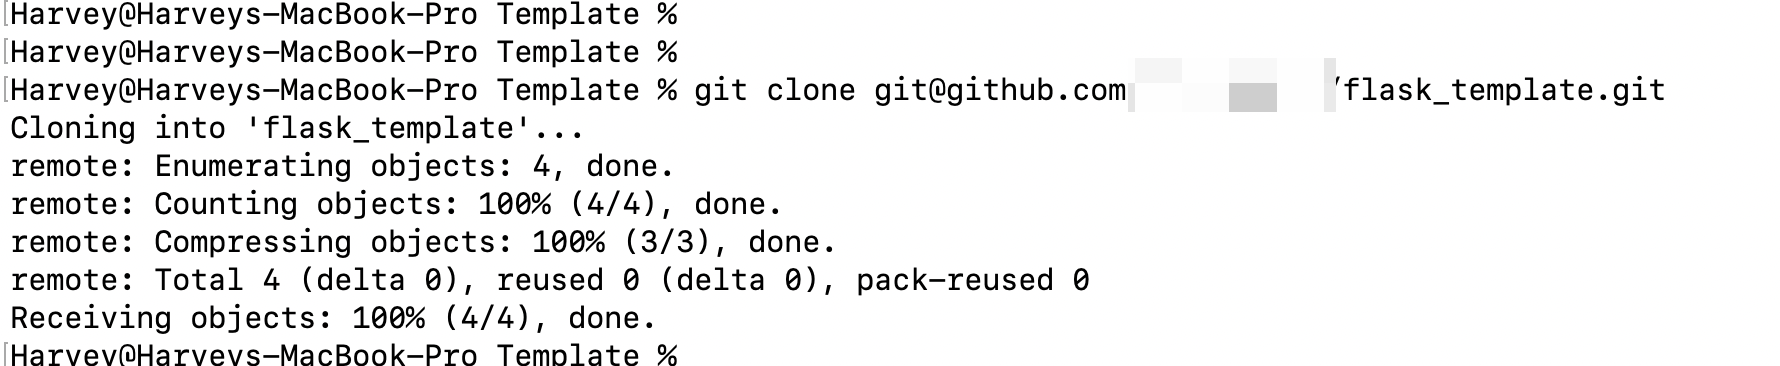 Harvey@Harveys-MacBook-Pro Template %
Harvey@Harveys-MacBook-Pro Template %
Harvey@Harveys-MacBook-Pro Template % git clone git@github.com /flask_template.git
Cloning into 'flask_template'...
remote: Enumerating objects: 4, done.
remote: Counting objects: 100% (4/4), done.
remote: Compressing objects: 100% (3/3), done.
remote: Total 4 (delta 0), reused 0 (delta 0), pack-reused 0
Receiving objects: 100% (4/4), done.
Harvey@Harveys-MacBook-Pro Template %